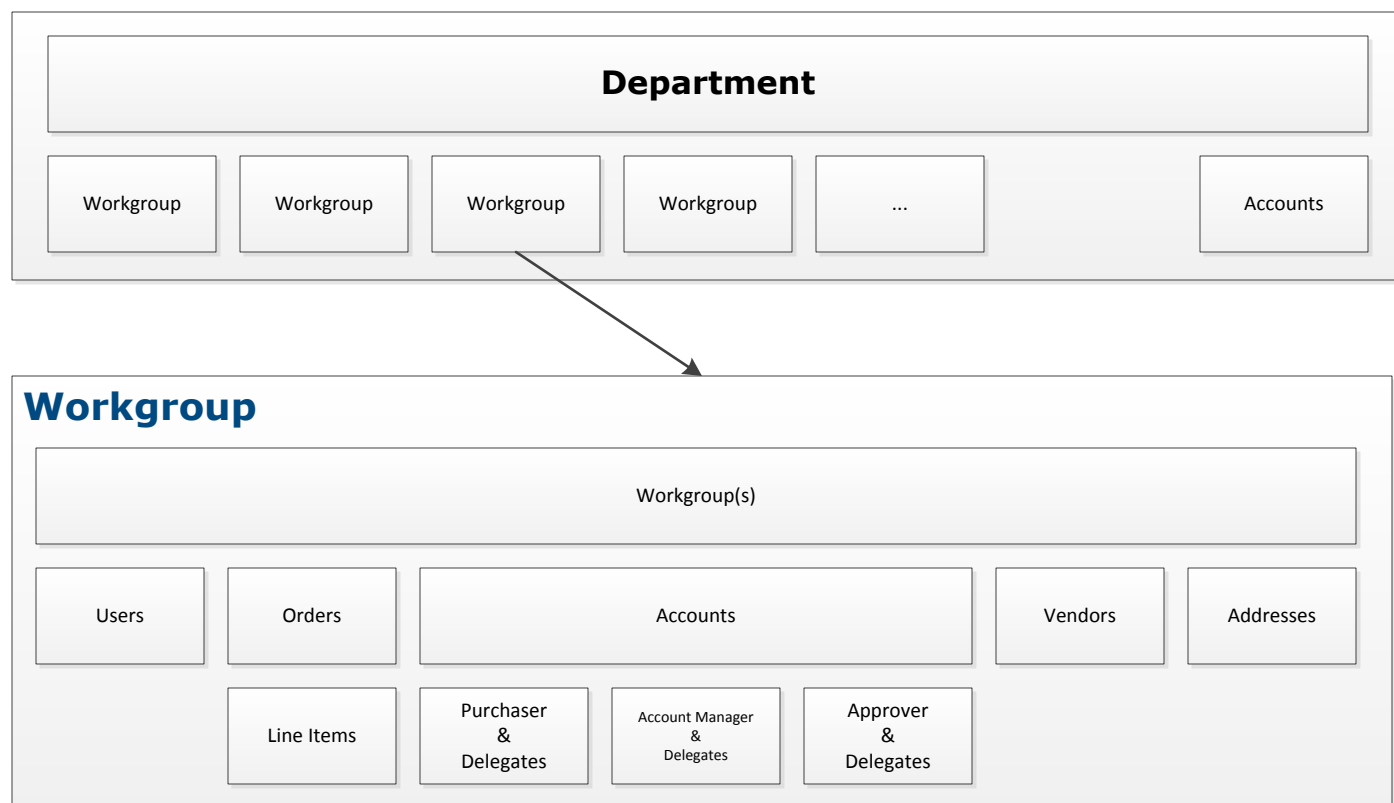 Department
Workgroup
Workgroup
Workgroup
Workgroup
...
Accounts
Workgroup
Workgroup(s)
Users
Orders
Accounts
Vendors
Addresses
Line Items
Purchaser
&
Delegates
Account Manager
&
Delegates
Approver
&
Delegates